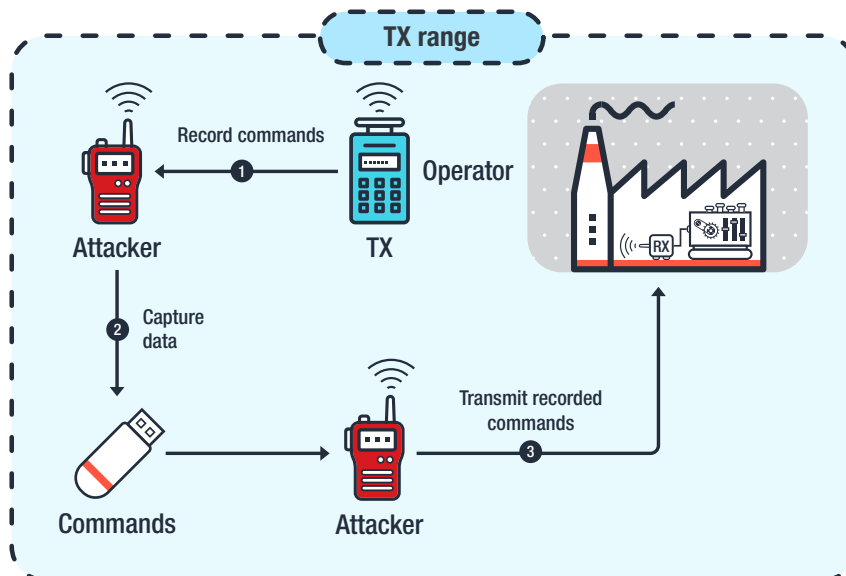 TX range
Record commands
1
Operator
Attacker
TX
RX
2
Capture
data
Transmit recorded
commands
3
Commands
Attacker